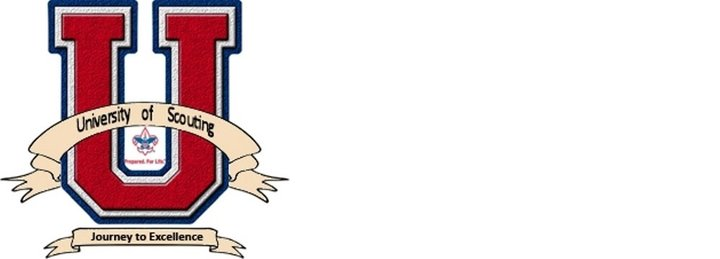 University of Scouting
Prepared. For Life.
Journey to Excellence